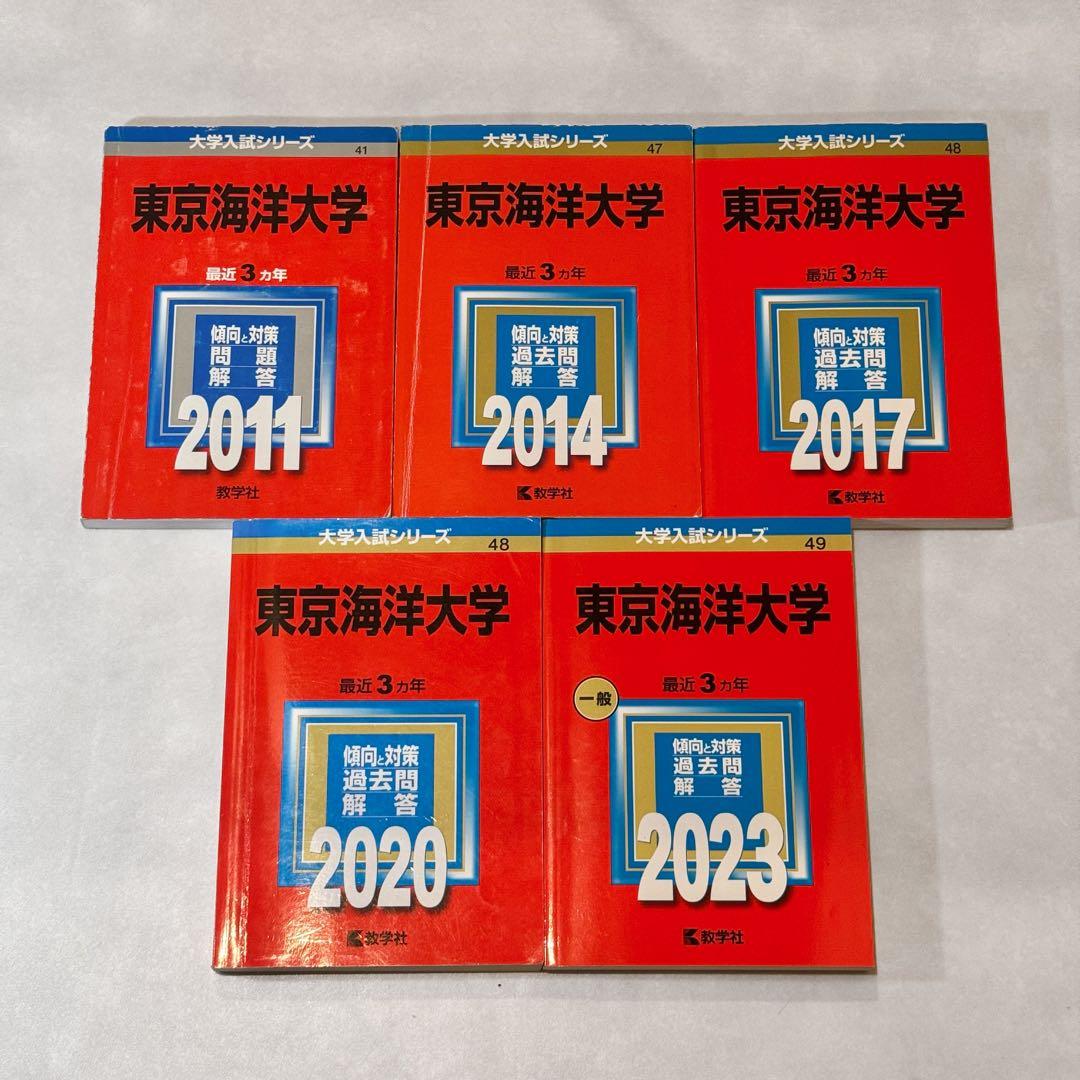 大学入試シリーズ
41
東京海洋大学
最近3ヵ年
傾向と対策
問題
解答
2011
教学社
大学入試シリーズ
47
東京海洋大学
最近3ヵ年
傾向と対策
過去問
解答
2014
教学社
大学入試シリーズ
48
東京海洋大学
最近3ヵ年
傾向と対策
過去問
解答
2017
教学社
大学入試シリーズ
48
東京海洋大学
最近3ヵ年
傾向と対策
過去問
解答
2020
教学社
大学入試シリーズ
49
東京海洋大学
最近3ヵ年
一般
傾向と対策
過去問
解答
2023
教学社